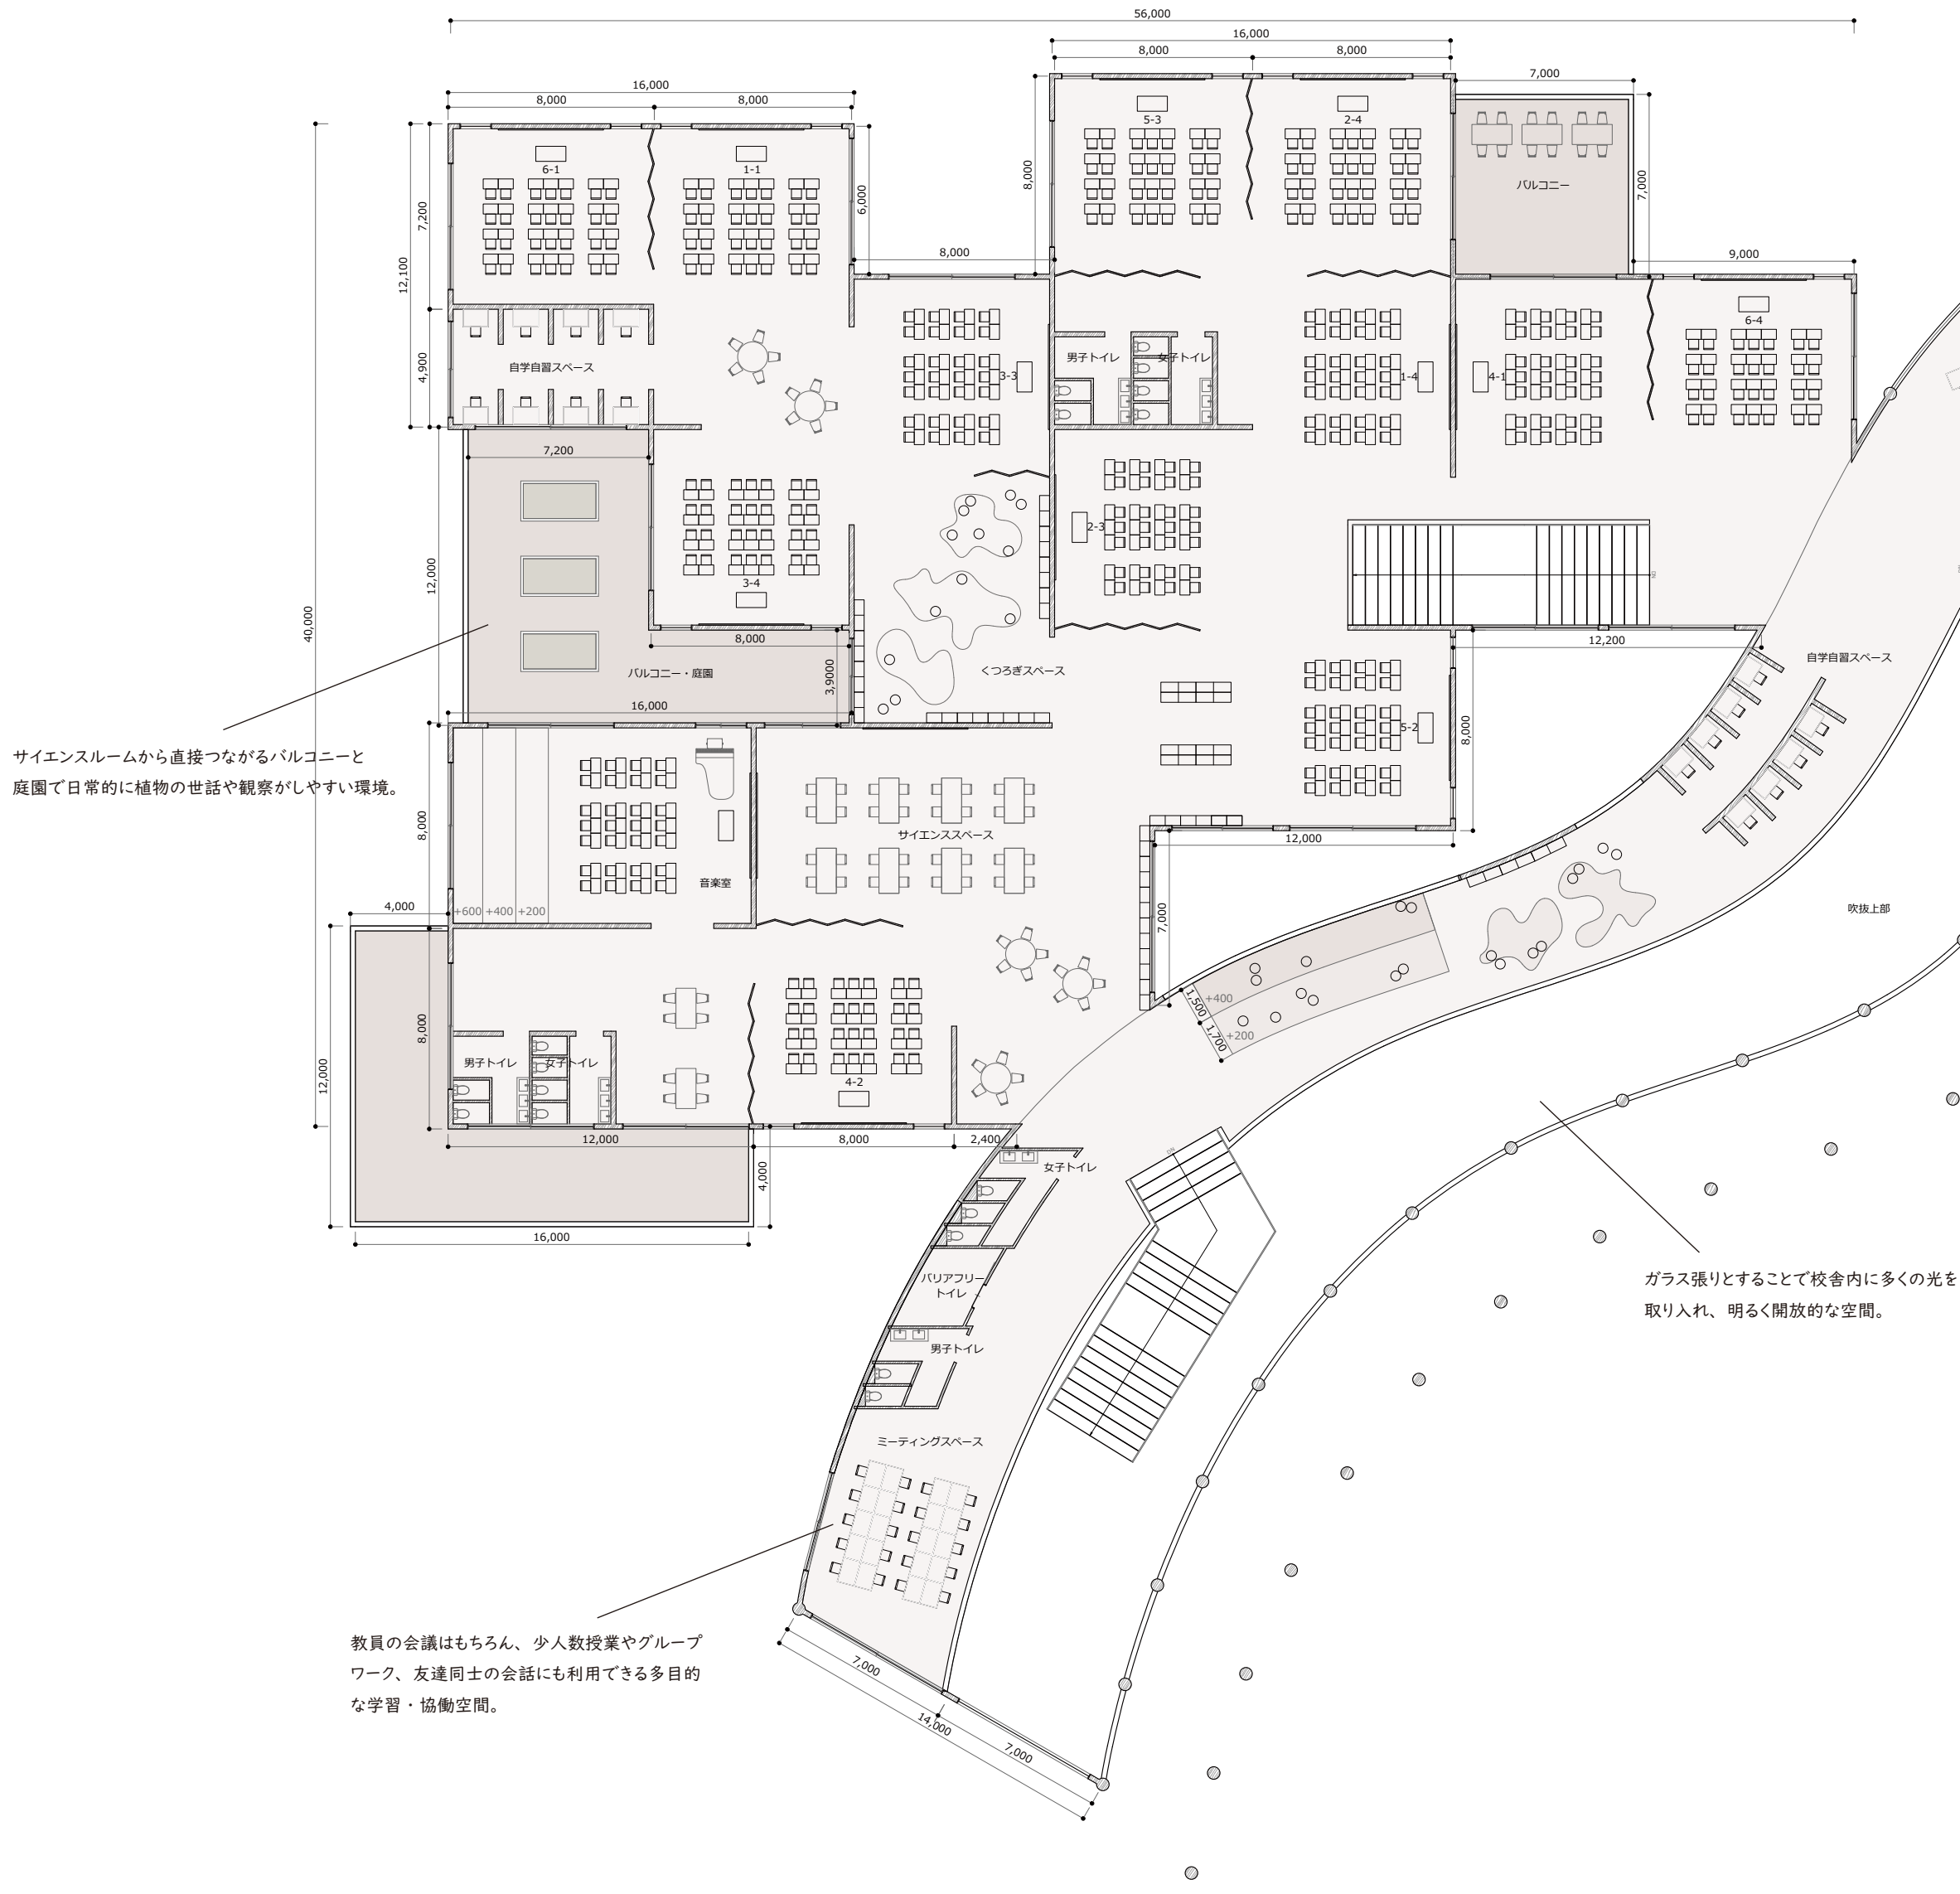 56,000
16,000
8,000
8,000
7,000
16,000
8,000
8,000
5-3
2-4
バルコニー
6-1
1-1
8,000
7,000
6,000
7,200
12,100
8,000
9,000
6-4
自学自習スペース
4,900
男子トイレ
女子トイレ
3-3
1-4
4-1
7,200
2-3
3-4
12,000
40,000
8,000
3,9000
バルコニー・庭園
くつろぎスペース
12,200
自学自習スペース
16,000
5-2
8,000
サイエンスルームから直接つながるバルコニーと
庭園で日常的に植物の世話や観察がしやすい環境。
8,000
サイエンススペース
12,000
音楽室
4,000
+600
+400
+200
7,000
吹抜上部
+400
1,500
1,700
+200
8,000
12,000
男子トイレ
女子トイレ
4-2
12,000
8,000
2,400
4,000
DN
DN
女子トイレ
16,000
バリアフリー
トイレ
ガラス張りとすることで校舎内に多くの光を
取り入れ、明るく開放的な空間。
男子トイレ
ミーティングスペース
教員の会議はもちろん、少人数授業やグループ
ワーク、友達同士の会話にも利用できる多目的
な学習・協働空間。
7,000
14,000
7,000